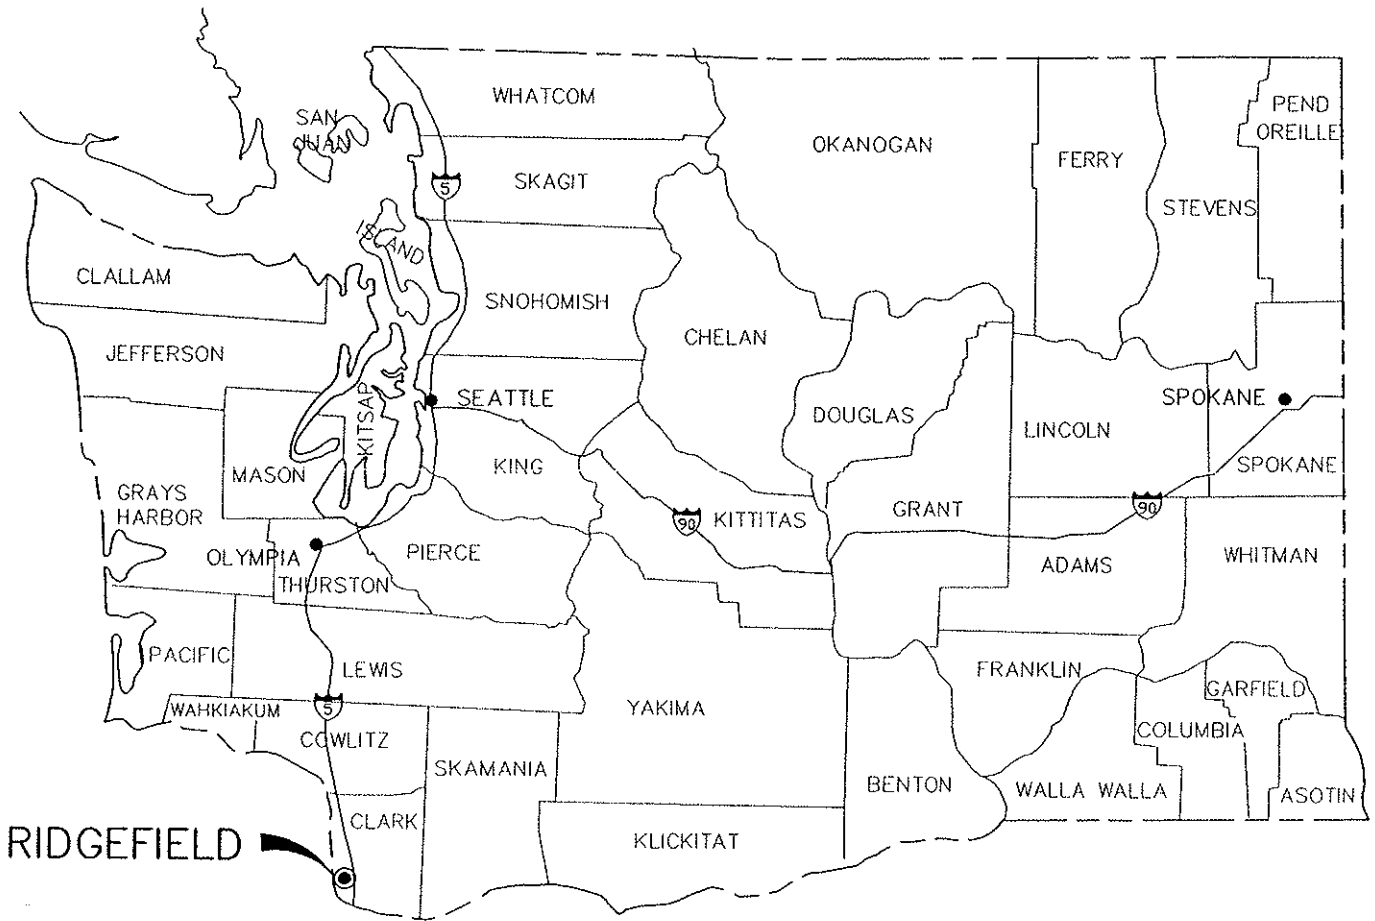 WHATCOM
SAN
JUAN
PEND
OREILLE
OKANOGAN
FERRY
SKAGIT
5
STEVENS
ISLAND
CLALLAM
SNOHOMISH
CHELAN
JEFFERSON
SEATTLE
KITSAP
DOUGLAS
SPOKANE
LINCOLN
KING
MASON
SPOKANE
GRAYS
HARBOR
90
KITTITAS
GRANT
90
OLYMPIA
PIERCE
THURSTON
ADAMS
WHITMAN
PACIFIC
LEWIS
FRANKLIN
GARFIELD
WAHKIAKUM
5
YAKIMA
COLUMBIA
COWLITZ
SKAMANIA
BENTON
WALLA WALLA
ASOTIN
CLARK
RIDGEFIELD
KLICKITAT